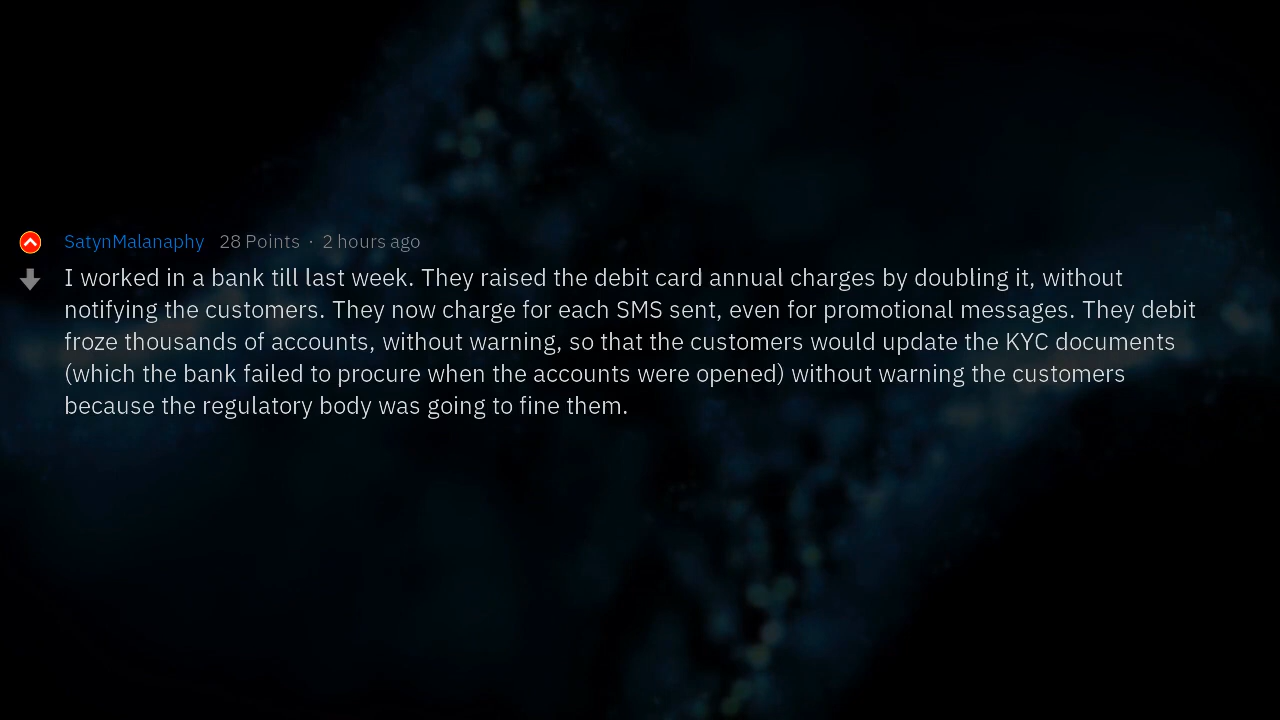 SatynMalanaphy 28 Points · 2 hours ago
I worked in a bank till last week. They raised the debit card annual charges by doubling it, without
notifying the customers. They now charge for each SMS sent, even for promotional messages. They debit
froze thousands of accounts, without warning, so that the customers would update the KYC documents
(which the bank failed to procure when the accounts were opened) without warning the customers
because the regulatory body was going to fine them.